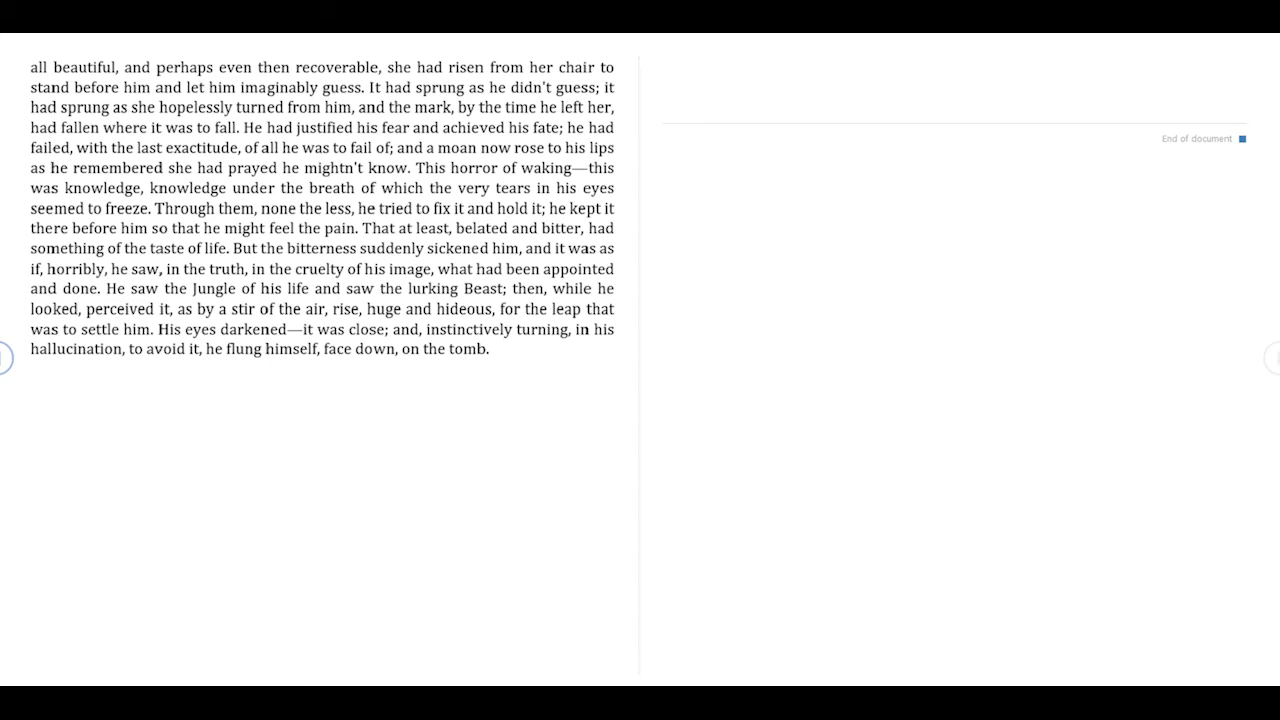 all beautiful, and perhaps even then recoverable, she had risen from her chair to
stand before him and let him imaginably guess. It had sprung as he didn't guess; it
had sprung as she hopelessly turned from him, and the mark, by the time he left her,
had fallen where it was to fall. He had justified his fear and achieved his fate; he had
failed, with the last exactitude, of all he was to fail of; and a moan now rose to his lips
as he remembered she had prayed he mightn't know. This horror of waking—this
was knowledge, knowledge under the breath of which the very tears in his eyes
seemed to freeze. Through them, none the less, he tried to fix it and hold it; he kept it
there before him so that he might feel the pain. That at least, belated and bitter, had
something of the taste of life. But the bitterness suddenly sickened him, and it was as
if, horribly, he saw, in the truth, in the cruelty of his image, what had been appointed
and done. He saw the Jungle of his life and saw the lurking Beast; then, while he
looked, perceived it, as by a stir of the air, rise, huge and hideous, for the leap that
was to settle him. His eyes darkened—it was close; and, instinctively turning, in his
hallucination, to avoid it, he flung himself, face down, on the tomb.
End of document